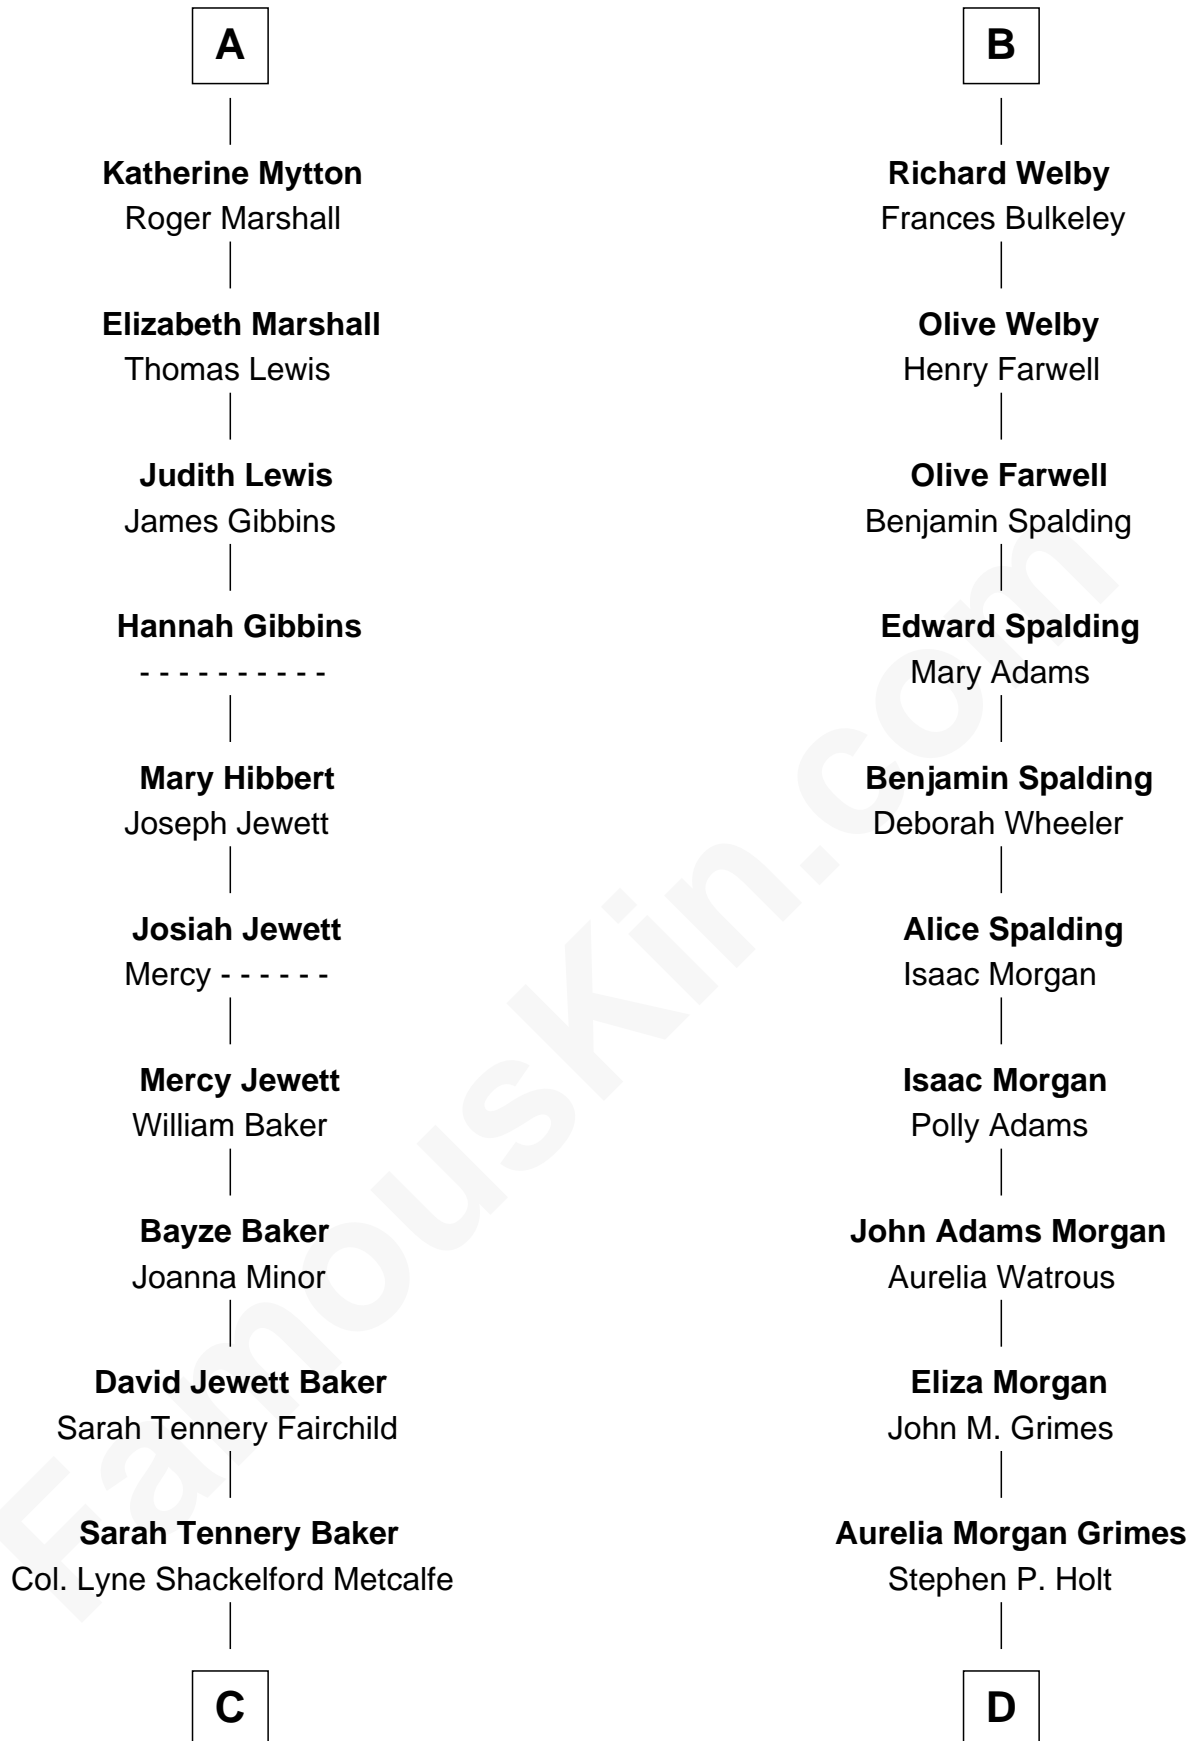 A
Katherine Mytton
Roger Marshall
Elizabeth Marshall
Thomas Lewis
Judith Lewis
James Gibbins
Hannah Gibbins
- - - - - - - - - -
Mary Hibbert
Joseph Jewett
Josiah Jewett
Mercy - - - - - -
Mercy Jewett
William Baker
Bayze Baker
Joanna Minor
David Jewett Baker
Sarah Tennery Fairchild
Sarah Tennery Baker
Col. Lyne Shackelford Metcalfe
C
B
Richard Welby
Frances Bulkeley
Olive Welby
Henry Farwell
Olive Farwell
Benjamin Spalding
Edward Spalding
Mary Adams
Benjamin Spalding
Deborah Wheeler
Alice Spalding
Isaac Morgan
Isaac Morgan
Polly Adams
John Adams Morgan
Aurelia Watrous
Eliza Morgan
John M. Grimes
Aurelia Morgan Grimes
Stephen P. Holt
D
FamousKin.com